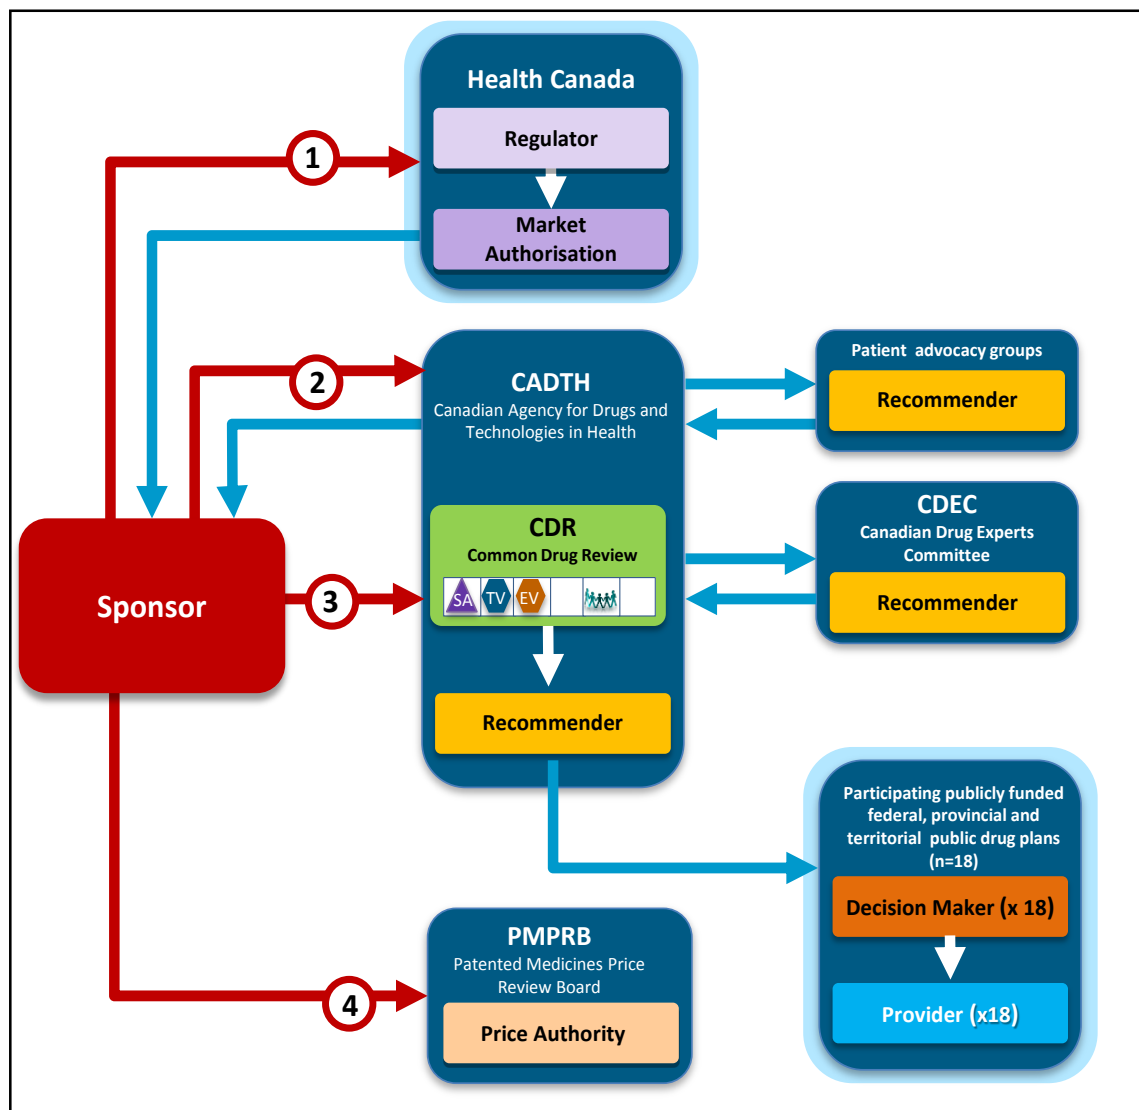 Health Canada
Regulator
Market
Authorisation
1
2
CADTH
Canadian Agency for Drugs and
Technologies in Health
Patient advocacy groups
Recommender
CDEC
Canadian Drug Experts
Committee
Recommender
CDR
Common Drug Review
SA
TV
EV
Sponsor
3
Recommender
Participating publicly funded
federal, provincial and
territorial public drug plans
(n=18)
Decision Maker (x 18)
Provider (x18)
PMPRB
Patented Medicines Price
Review Board
Price Authority
4